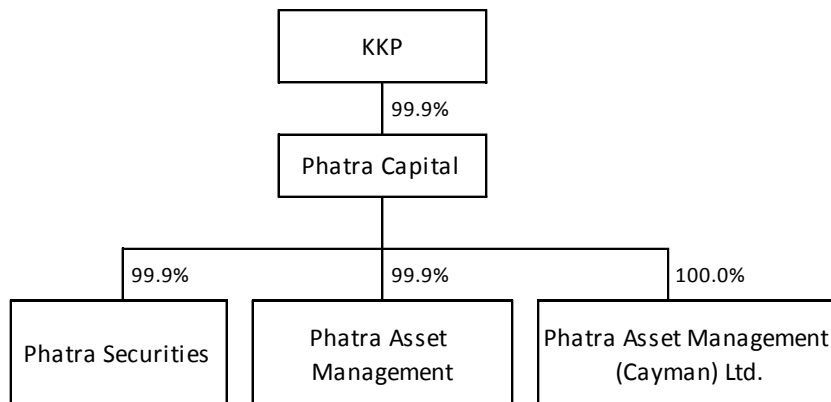 KKP
99.9%
Phatra Capital
99.9%
99.9%
100.0%
Phatra Securities
Phatra Asset
Management
Phatra Asset Management
(Cayman) Ltd.